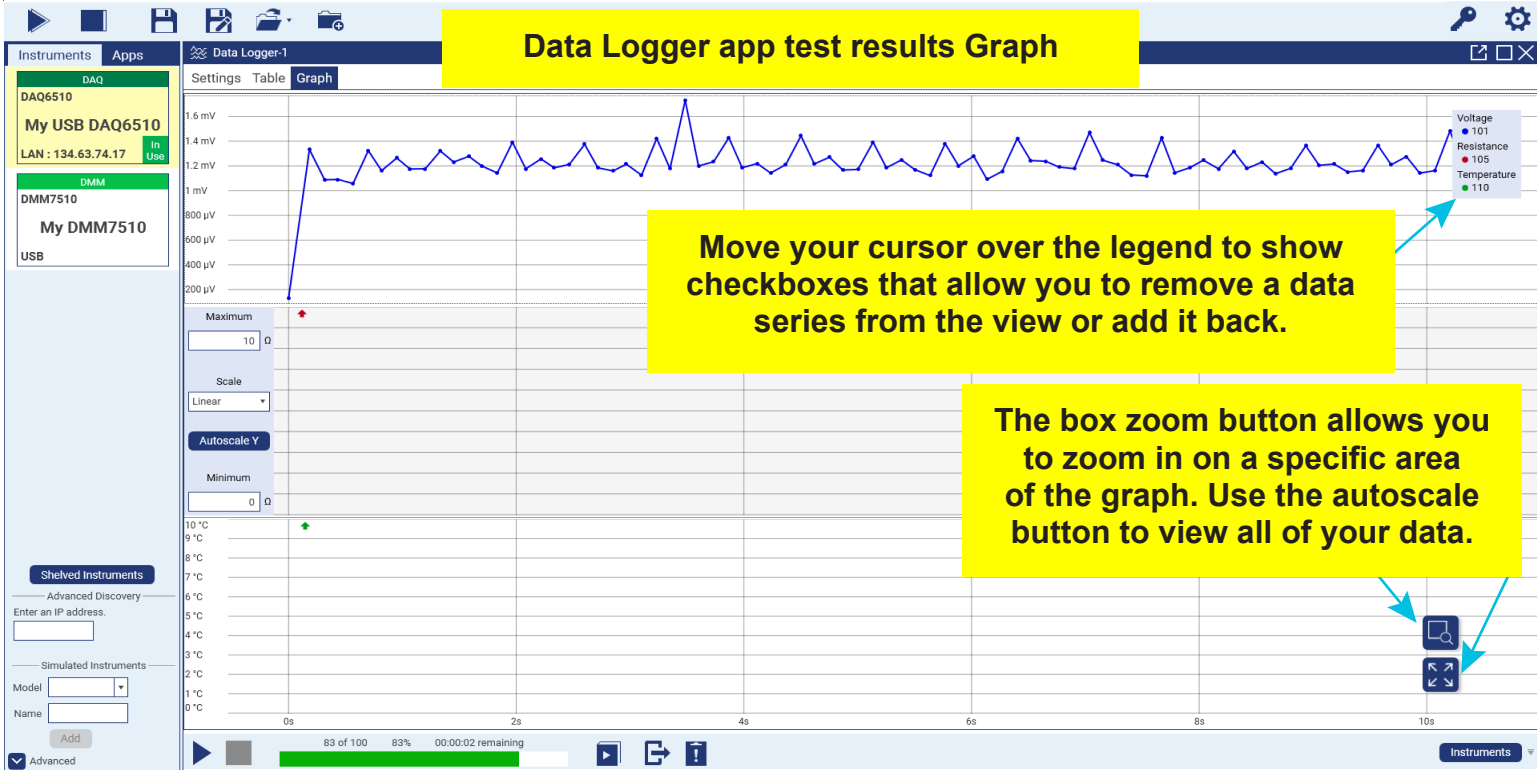 Data Logger app test results Graph
Instruments Apps
Data Logger-1
Settings Table Graph
DAQ
DAQ6510
My USB DAQ6510
LAN : 134.63.74.17
In
Use
DMM
DMM7510
My DMM7510
USB
1.6 mV
1.4 mV
1.2 mV
1 mV
800 µV
600 µV
400 µV
200 µV
Voltage
101
Resistance
105
Temperature
110
Move your cursor over the legend to show
checkboxes that allow you to remove a data
series from the view or add it back.
Maximum
10 Ω
Scale
Linear
Autoscale Y
Minimum
0 Ω
The box zoom button allows you
to zoom in on a specific area
of the graph. Use the autoscale
button to view all of your data.
10 °C
9 °C
8 °C
7 °C
6 °C
5 °C
4 °C
3 °C
2 °C
1 °C
0 °C
0s 2s 4s 6s 8s 10s
Shelved Instruments
Advanced Discovery
Enter an IP address.
Simulated Instruments
Model
Name
Add
Advanced
83 of 100 83% 00:00:02 remaining
Instruments